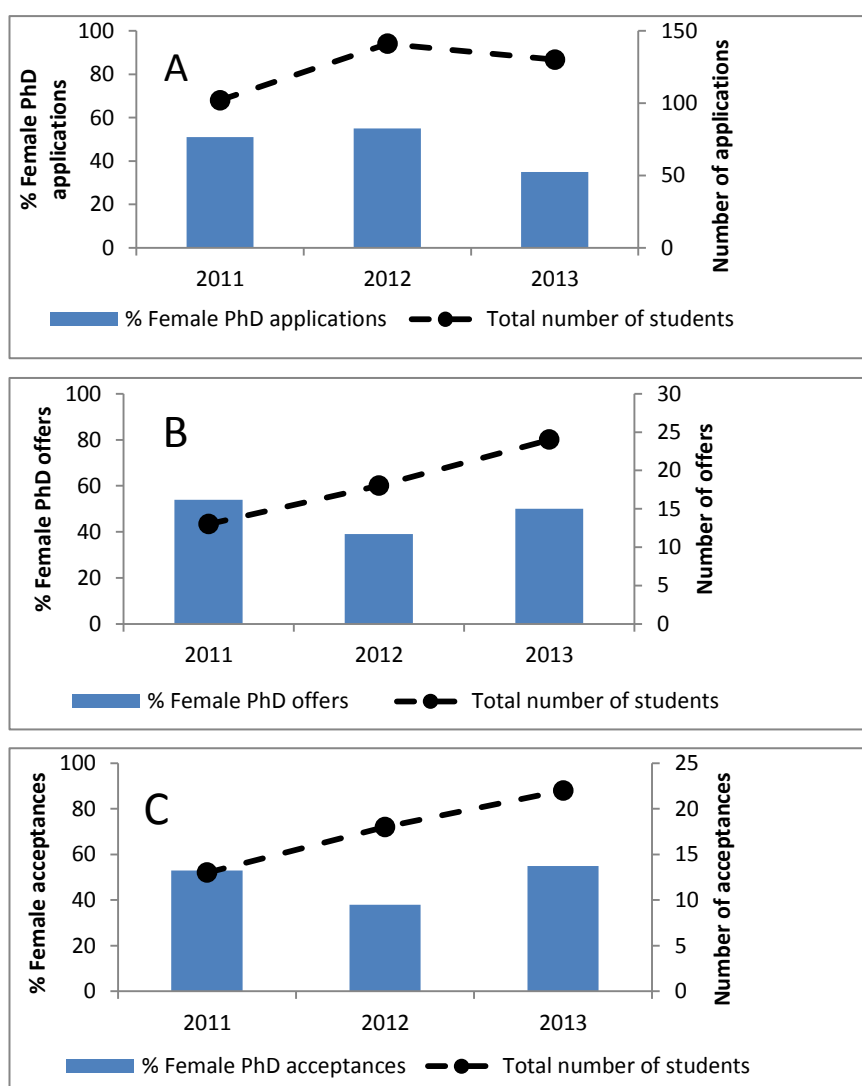 A
% Female PhD
applications
100
80
60
40
20
0
150
100
50
0
Number of applications
2011 2012 2013
% Female PhD applications Total number of students
B
% Female PhD offers
100
80
60
40
20
0
30
25
20
15
10
5
0
Number of offers
2011 2012 2013
% Female PhD offers Total number of students
C
% Female acceptances
100
80
60
40
20
0
25
20
15
10
5
0
Number of acceptances
2011 2012 2013
% Female PhD acceptances Total number of students